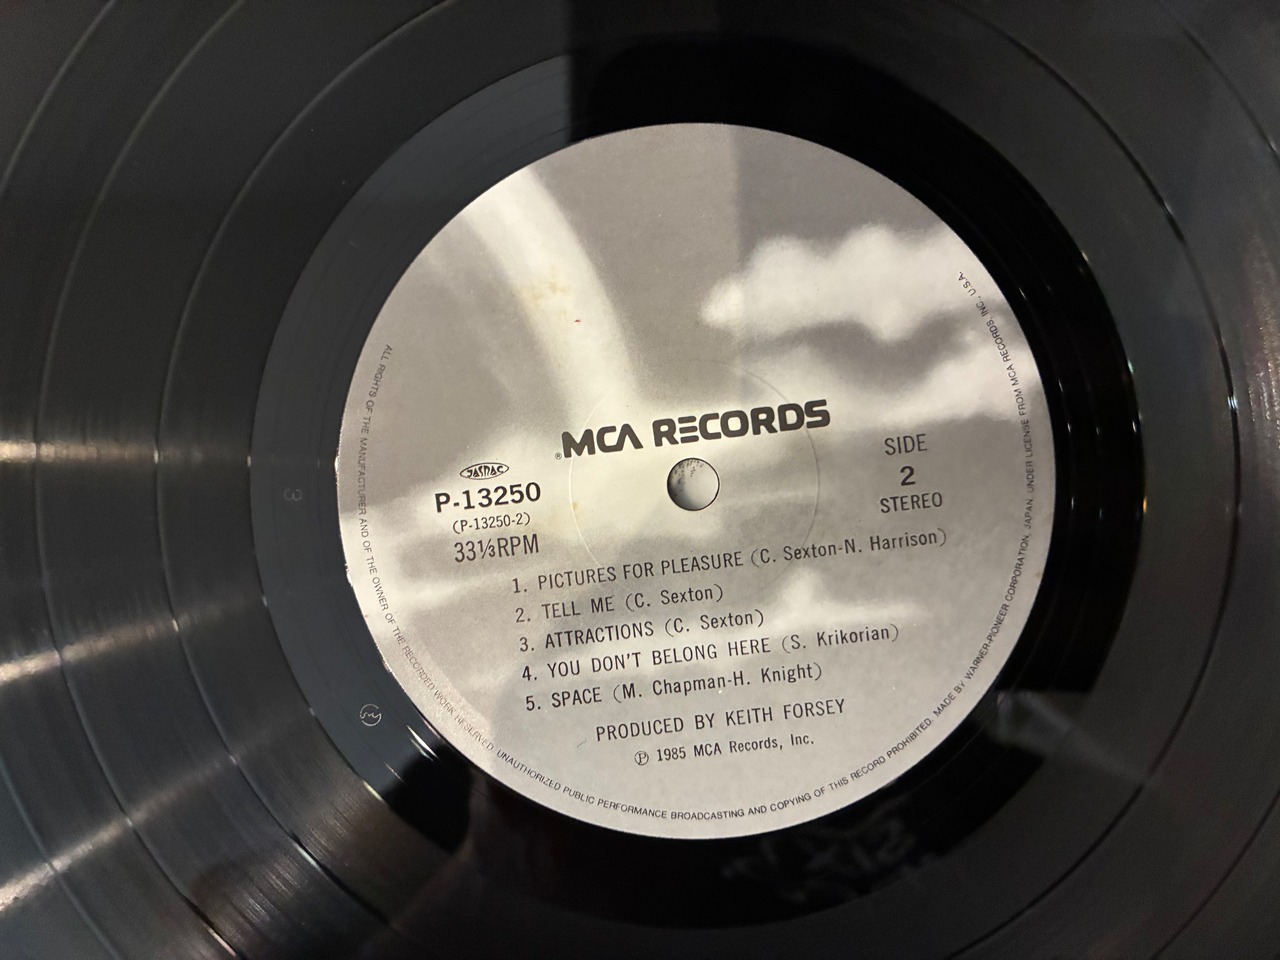 ® MCA RECORDS
JASRAC
P-13250
(P-13250-2)
33⅓RPM
SIDE
2
STEREO
1. PICTURES FOR PLEASURE (C. Sexton-N. Harrison)
2. TELL ME (C. Sexton)
3. ATTRACTIONS (C. Sexton)
4. YOU DON'T BELONG HERE (S. Krikorian)
5. SPACE (M. Chapman-H. Knight)
PRODUCED BY KEITH FORSEY
Ⓟ 1985 MCA Records, Inc.
ALL RIGHTS OF THE MANUFACTURER AND OF THE OWNER OF THE RECORDED WORK RESERVED. UNAUTHORIZED PUBLIC PERFORMANCE BROADCASTING AND COPYING OF THIS RECORD PROHIBITED. MADE BY WARNER-PIONEER CORPORATION, JAPAN. UNDER LICENSE FROM MCA RECORDS, INC., U.S.A.